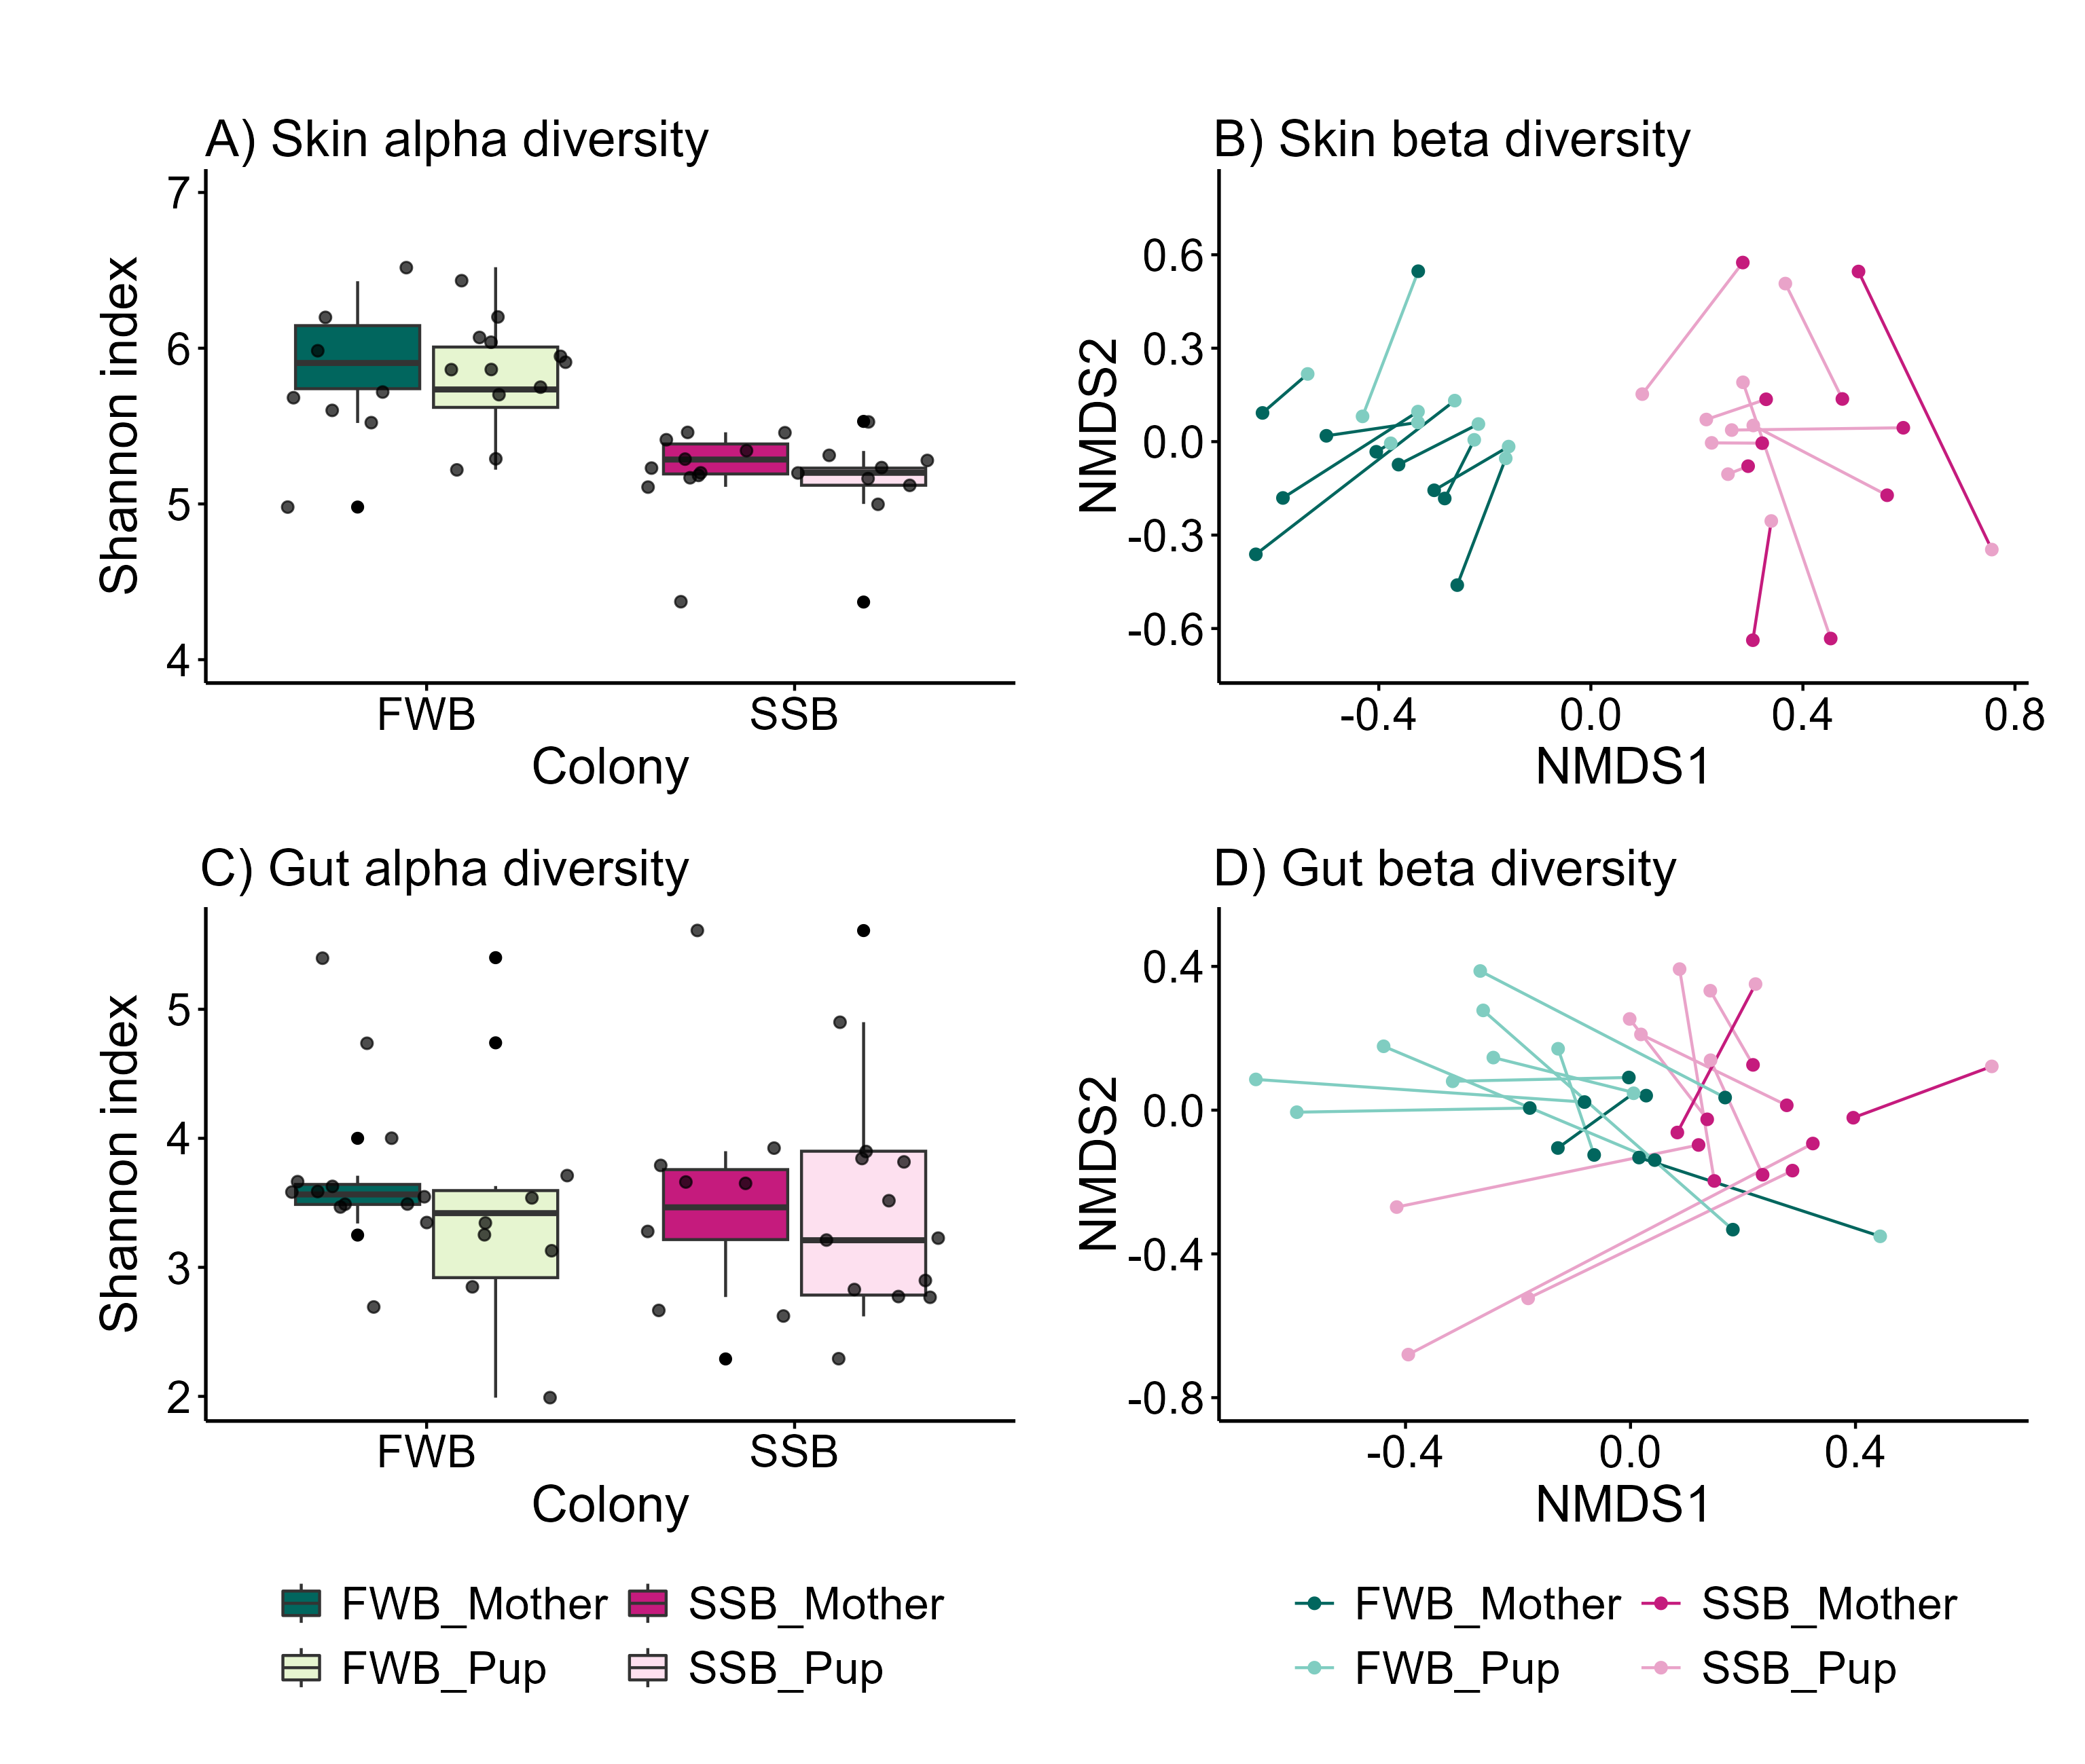 A) Skin alpha diversity
Shannon index
7
6
5
4
FWB
SSB
Colony
B) Skin beta diversity
NMDS2
0.6
0.3
0.0
-0.3
-0.6
-0.4
0.0
0.4
0.8
NMDS1
C) Gut alpha diversity
Shannon index
5
4
3
2
FWB
SSB
Colony
D) Gut beta diversity
NMDS2
0.4
0.0
-0.4
-0.8
-0.4
0.0
0.4
NMDS1
FWB_Mother
SSB_Mother
FWB_Pup
SSB_Pup
FWB_Mother
SSB_Mother
FWB_Pup
SSB_Pup